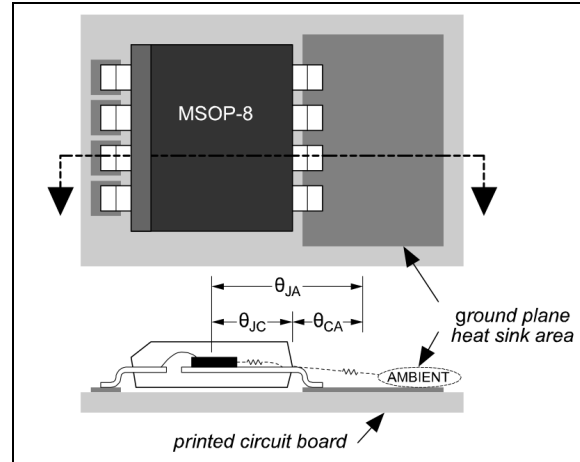 MSOP-8
θJA
θJC
θCA
ground plane
heat sink area
AMBIENT
printed circuit board